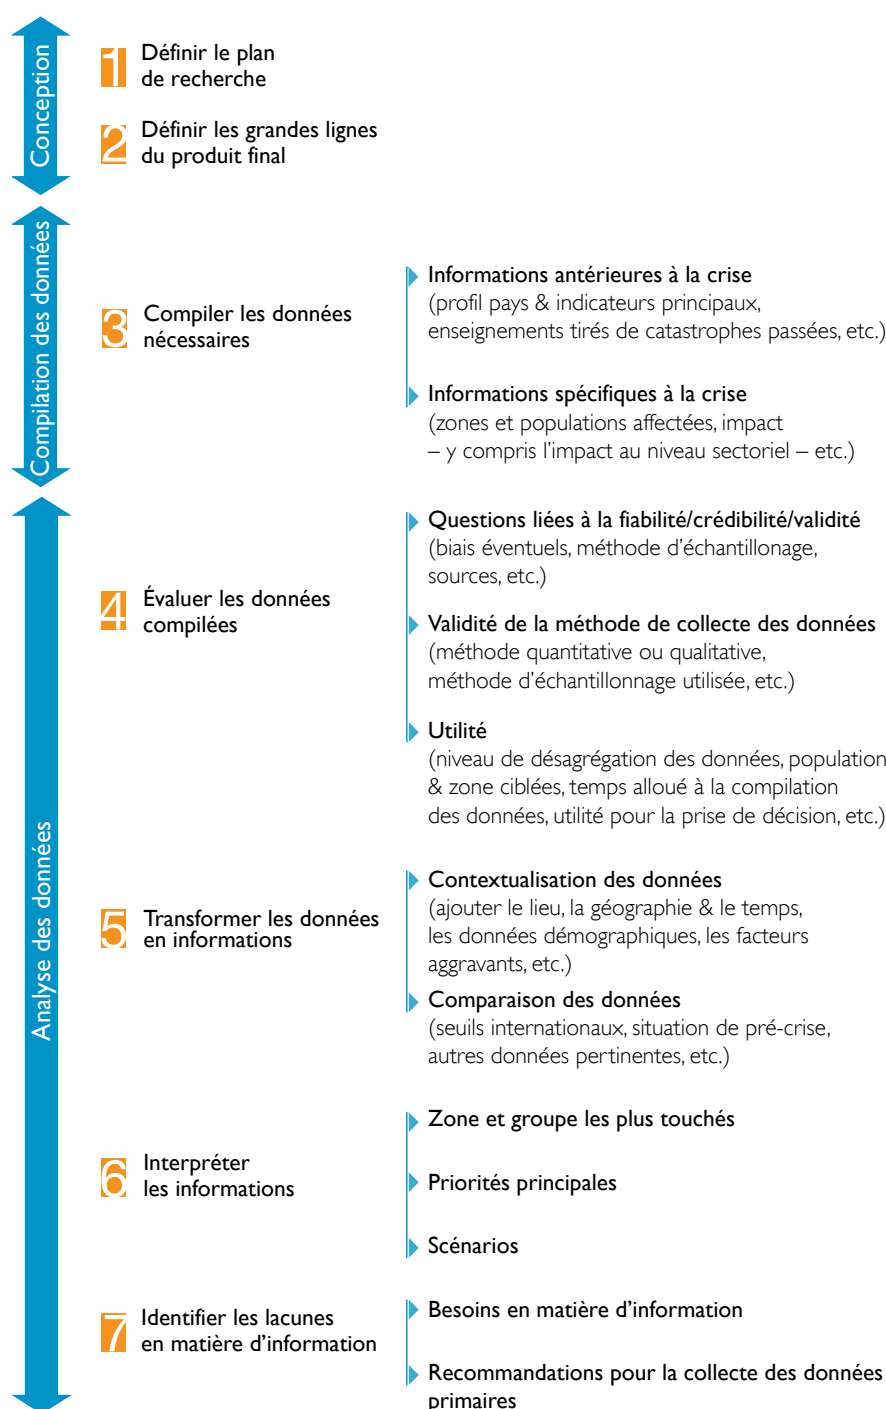 Conception
1 Définir le plan
de recherche
2 Définir les grandes lignes
du produit final
Compilation des données
3 Compiler les données
nécessaires
Informations antérieures à la crise
(profil pays & indicateurs principaux,
enseignements tirés de catastrophes passées, etc.)
Informations spécifiques à la crise
(zones et populations affectées, impact
– y compris l’impact au niveau sectoriel – etc.)
Analyse des données
4 Évaluer les données
compilées
Questions liées à la fiabilité/crédibilité/validité
(biais éventuels, méthode d’échantillonage,
sources, etc.)
Validité de la méthode de collecte des données
(méthode quantitative ou qualitative,
méthode d’échantillonnage utilisée, etc.)
Utilité
(niveau de désagrégation des données, population
& zone ciblées, temps alloué à la compilation
des données, utilité pour la prise de décision, etc.)
5 Transformer les données
en informations
Contextualisation des données
(ajouter le lieu, la géographie & le temps,
les données démographiques, les facteurs
aggravants, etc.)
Comparaison des données
(seuils internationaux, situation de pré-crise,
autres données pertinentes, etc.)
6 Interpréter
les informations
Zone et groupe les plus touchés
Priorités principales
Scénarios
7 Identifier les lacunes
en matière d’information
Besoins en matière d’information
Recommandations pour la collecte des données
primaires